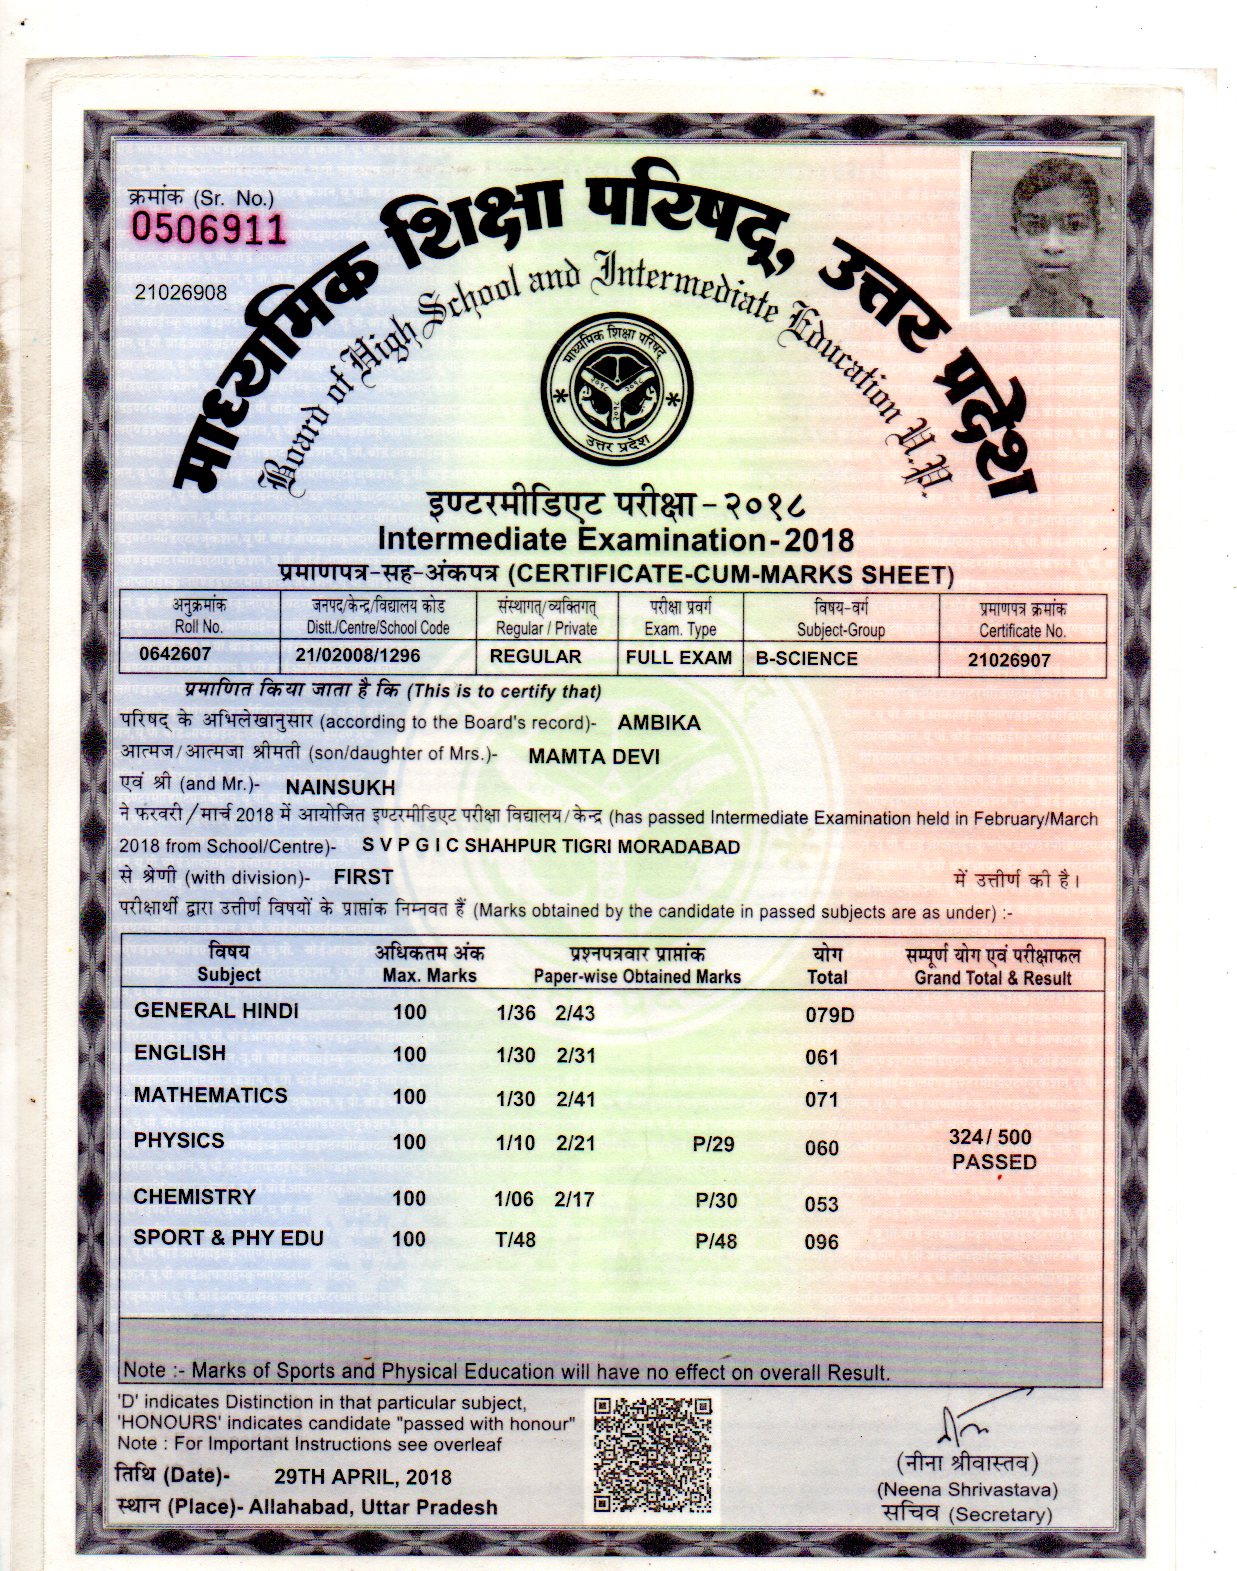 क्रमांक (Sr. No.)
0506911
21026908
माध्यमिक शिक्षा परिषद्, उत्तर प्रदेश
Board of High School and Intermediate Education U.P.
माध्यमिक शिक्षा परिषद्
२०१८ २०१८
२०१८
उत्तर प्रदेश
इण्टरमीडिएट परीक्षा - २०१८
Intermediate Examination - 2018
प्रमाणपत्र-सह-अंकपत्र (CERTIFICATE-CUM-MARKS SHEET)
अनुक्रमांक जनपद/केन्द्र/विद्यालय कोड संस्थागत्/व्यक्तिगत् परीक्षा प्रवर्ग विषय-वर्ग प्रमाणपत्र क्रमांक
Roll No. Distt./Centre/School Code Regular / Private Exam. Type Subject-Group Certificate No.
0642607 21/02008/1296 REGULAR FULL EXAM B-SCIENCE 21026907
प्रमाणित किया जाता है कि (This is to certify that)
परिषद् के अभिलेखानुसार (according to the Board's record)- AMBIKA
आत्मज/आत्मजा श्रीमती (son/daughter of Mrs.)- MAMTA DEVI
एवं श्री (and Mr.)- NAINSUKH
ने फरवरी/मार्च 2018 में आयोजित इण्टरमीडिएट परीक्षा विद्यालय/केन्द्र (has passed Intermediate Examination held in February/March
2018 from School/Centre)- S V P G I C SHAHPUR TIGRI MORADABAD
से श्रेणी (with division)- FIRST में उत्तीर्ण की है।
परीक्षार्थी द्वारा उत्तीर्ण विषयों के प्राप्तांक निम्नवत हैं (Marks obtained by the candidate in passed subjects are as under) :-
विषय अधिकतम अंक प्रश्नपत्रवार प्राप्तांक योग सम्पूर्ण योग एवं परीक्षाफल
Subject Max. Marks Paper-wise Obtained Marks Total Grand Total & Result
GENERAL HINDI 100 1/36 2/43 079D
ENGLISH 100 1/30 2/31 061
MATHEMATICS 100 1/30 2/41 071
PHYSICS 100 1/10 2/21 P/29 060 324/ 500
PASSED
CHEMISTRY 100 1/06 2/17 P/30 053
SPORT & PHY EDU 100 T/48 P/48 096
Note :- Marks of Sports and Physical Education will have no effect on overall Result.
'D' indicates Distinction in that particular subject,
'HONOURS' indicates candidate "passed with honour"
Note : For Important Instructions see overleaf
तिथि (Date)- 29TH APRIL, 2018
स्थान (Place)- Allahabad, Uttar Pradesh
(नीना श्रीवास्तव)
(Neena Shrivastava)
सचिव (Secretary)